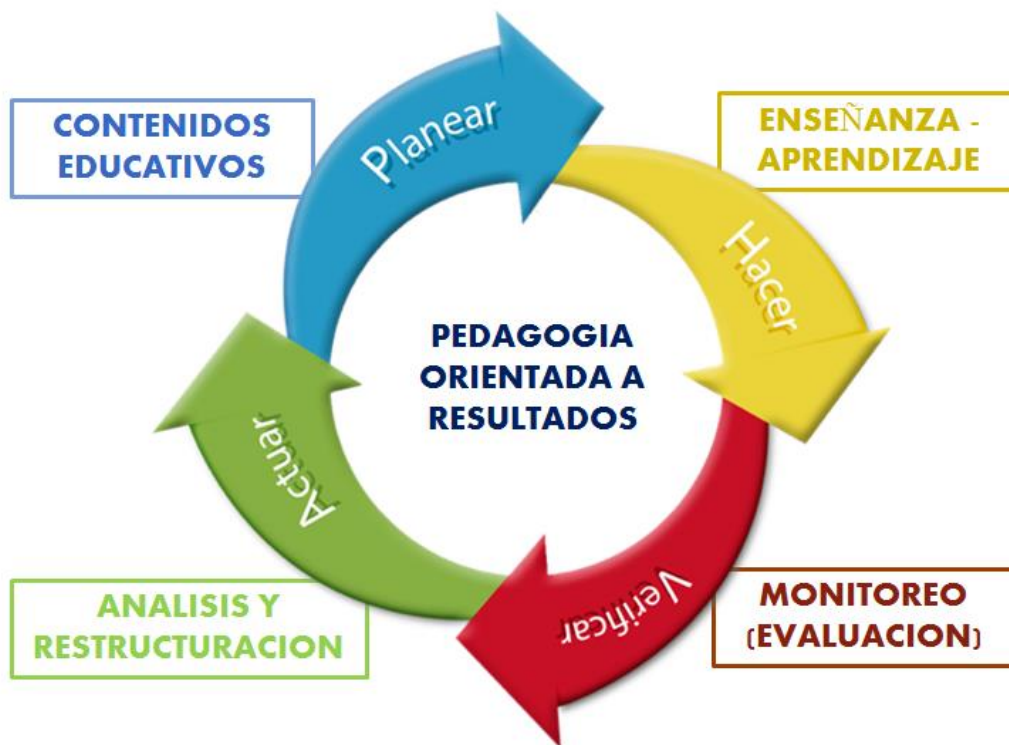 CONTENIDOS
EDUCATIVOS
Planear
ENSEÑANZA -
APRENDIZAJE
Hacer
PEDAGOGIA
ORIENTADA A
RESULTADOS
Actuar
Verificar
ANALISIS Y
RESTRUCTURACION
MONITOREO
(EVALUACION)